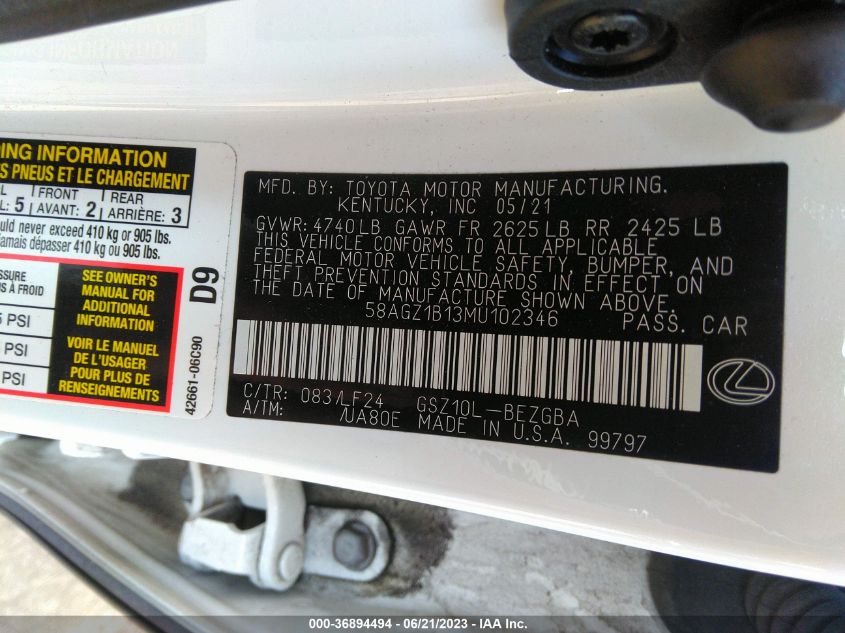 DING INFORMATION
S PNEUS ET LE CHARGEMENT
L FRONT REAR
L: 5 AVANT: 2 ARRIÈRE: 3
ould never exceed 410 kg or 905 lbs.
jamais dépasser 410 kg ou 905 lbs.
SSURE
NS À FROID
5 PSI
PSI
PSI
SEE OWNER'S
MANUAL FOR
ADDITIONAL
INFORMATION
VOIR LE MANUEL
DE L'USAGER
POUR PLUS DE
RENSEIGNEMENTS
D9
42661-06C90
MFD. BY: TOYOTA MOTOR MANUFACTURING,
KENTUCKY, INC 05/21
GVWR: 4740LB GAWR FR 2625LB RR 2425 LB
THIS VEHICLE CONFORMS TO ALL APPLICABLE
FEDERAL MOTOR VEHICLE SAFETY, BUMPER, AND
THEFT PREVENTION STANDARDS IN EFFECT ON
THE DATE OF MANUFACTURE SHOWN ABOVE.
58AGZ1B13MU102346 PASS. CAR
C/TR: 083/LF24 GSZ10L-BEZGBA
A/TM: /UA80E MADE IN U.S.A. 99797
000-36894494 - 06/21/2023 - IAA Inc.